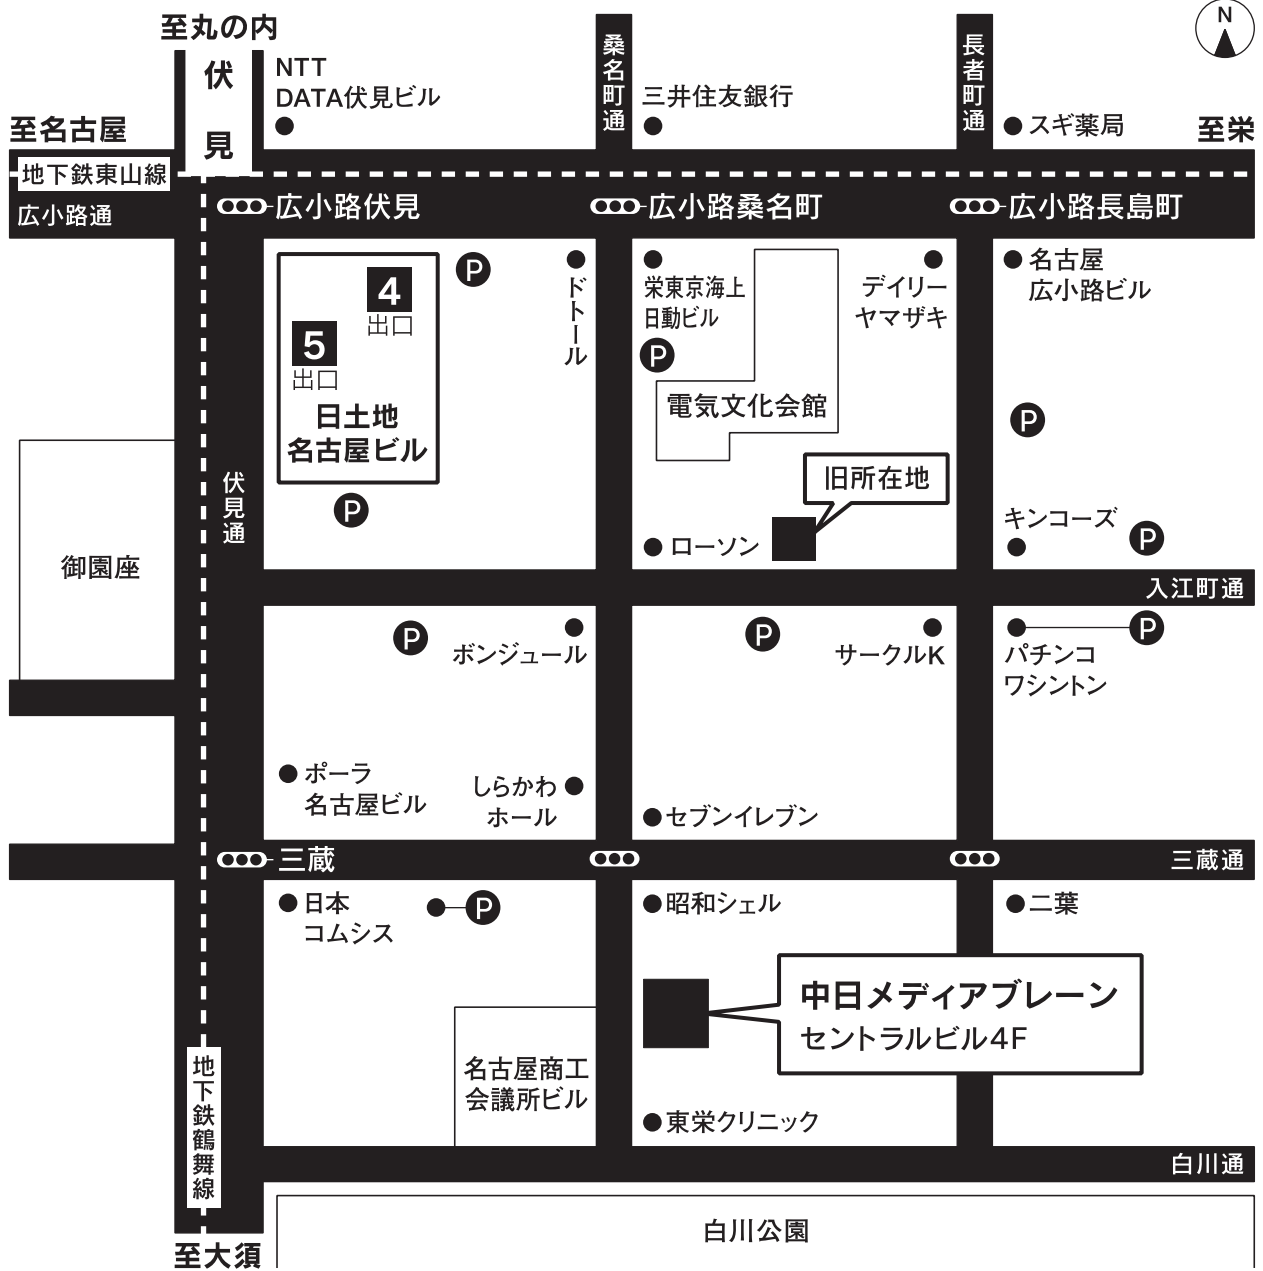 至丸の内
N
伏見
NTT
DATA伏見ビル
桑名町通
三井住友銀行
長者町通
スギ薬局
至名古屋
至栄
地下鉄東山線
広小路通
広小路伏見
広小路桑名町
広小路長島町
4
出口
5
出口
日土地
名古屋ビル
P
ドトール
栄東京海上
日動ビル
P
電気文化会館
デイリー
ヤマザキ
名古屋
広小路ビル
P
旧所在地
伏見通
P
ローソン
キンコーズ
P
御園座
入江町通
P
ボンジュール
P
サークルK
パチンコ
ワシントン
P
ポーラ
名古屋ビル
しらかわ
ホール
セブンイレブン
三蔵
三蔵通
日本
コムシス
P
昭和シェル
二葉
中日メディアブレーン
セントラルビル4F
名古屋商工
会議所ビル
東栄クリニック
地下鉄鶴舞線
白川通
白川公園
至大須